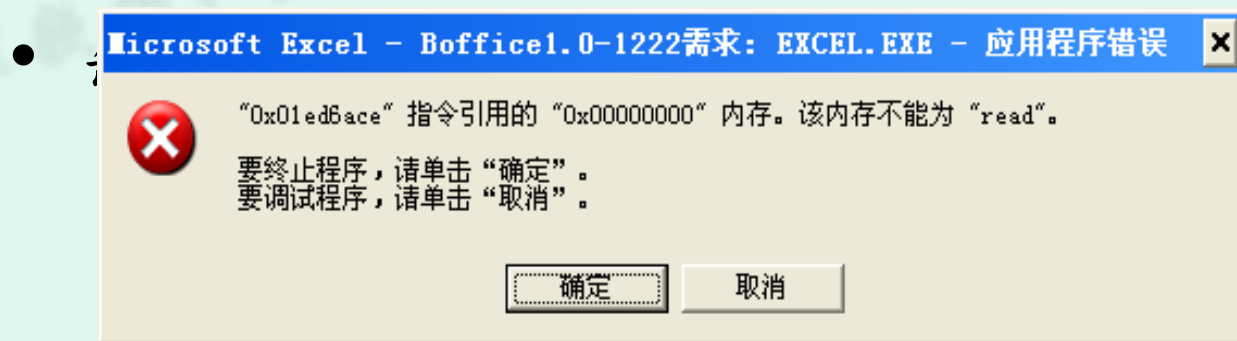 Microsoft Excel - Boffice1.0-1222需求: EXCEL.EXE - 应用程序错误
“0x01ed6ace” 指令引用的 “0x00000000” 内存。该内存不能为 “read”。
要终止程序，请单击“确定”。
要调试程序，请单击“取消”。
确定 取消